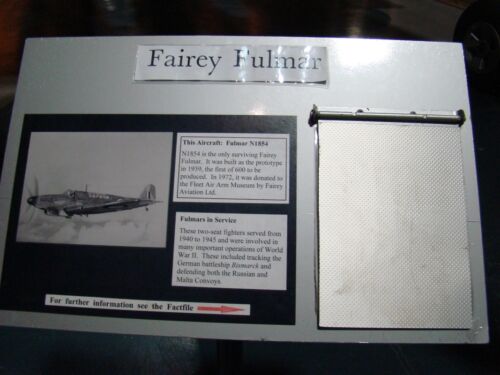 Fairey Fulmar
This Aircraft: Fulmar N1854
N1854 is the only surviving Fairey
Fulmar. It was built as the prototype
in 1939, the first of 600 to be
produced. In 1972, it was donated to
the Fleet Air Arm Museum by Fairey
Aviation Ltd.
Fulmars in Service
These two-seat fighters served from
1940 to 1945 and were involved in
many important operations of World
War II. These included tracking the
German battleship Bismarck and
defending both the Russian and
Malta Convoys.
For further information see the Factfile